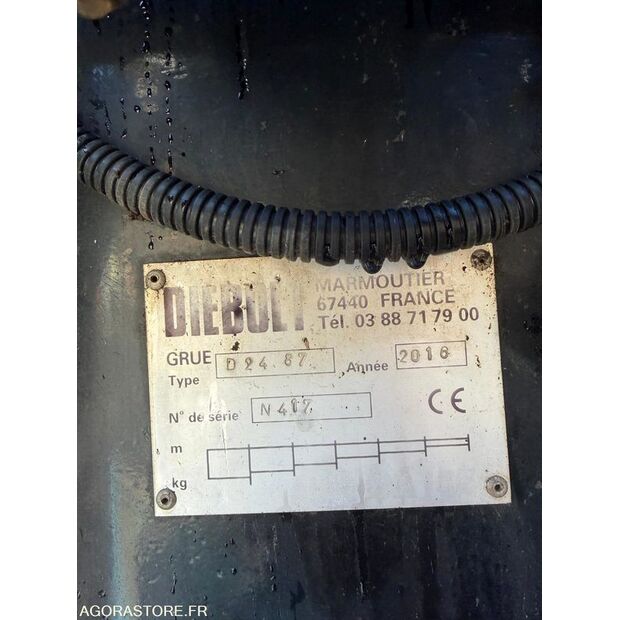 DIEBOLT
MARMOUTIER
67440 FRANCE
Tél. 03 88 71 79 00
GRUE Type D 24.67 Année 2016
N° de série N 417
CE
m
kg
AGORASTORE.FR